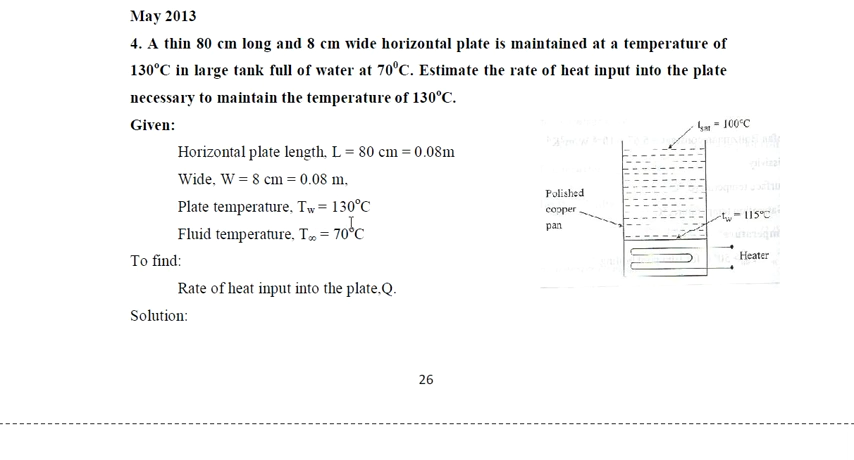 May 2013
4. A thin 80 cm long and 8 cm wide horizontal plate is maintained at a temperature of
130°C in large tank full of water at 70⁰C. Estimate the rate of heat input into the plate
necessary to maintain the temperature of 130°C.
Given:
Horizontal plate length, L = 80 cm = 0.08m
Wide, W = 8 cm = 0.08 m,
Plate temperature, Tw = 130°C
Fluid temperature, T∞ = 70°C
To find:
Rate of heat input into the plate,Q.
Solution:
tsat = 100°C
Polished
copper
pan
tw = 115°C
Heater
26